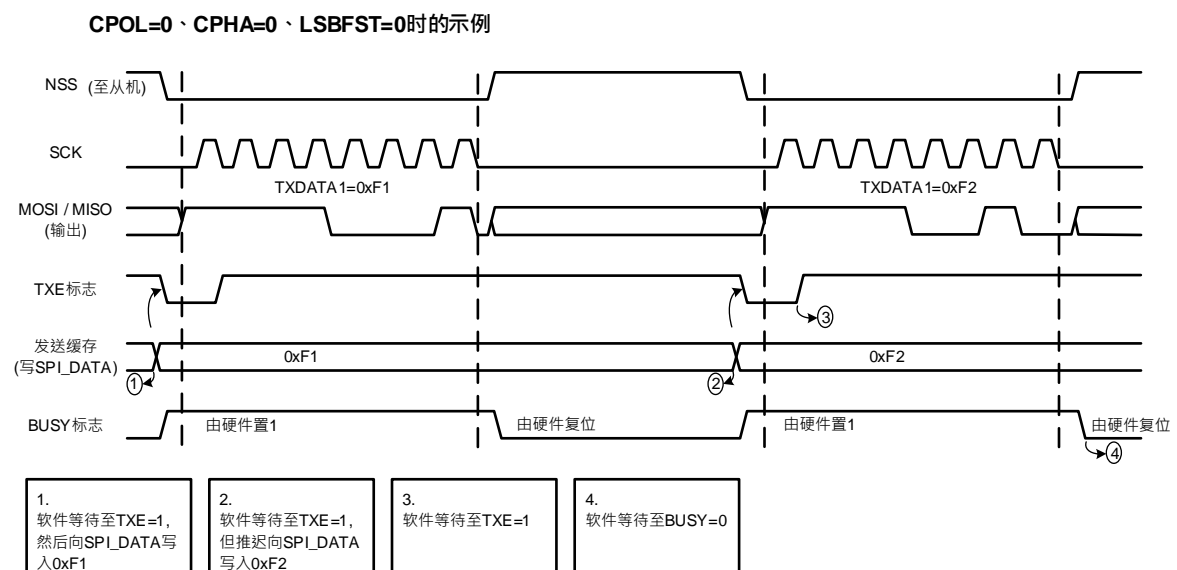 CPOL=0、CPHA=0、LSBFST=0时的示例
NSS (至从机)
SCK
TXDATA1=0xF1
TXDATA1=0xF2
MOSI / MISO
(输出)
TXE标志
③
发送缓存
(写SPI_DATA)
0xF1
0xF2
①
②
BUSY标志
由硬件置1
由硬件复位
由硬件置1
由硬件复位
④
1.
软件等待至TXE=1,
然后向SPI_DATA写
入0xF1
2.
软件等待至TXE=1,
但推迟向SPI_DATA
写入0xF2
3.
软件等待至TXE=1
4.
软件等待至BUSY=0